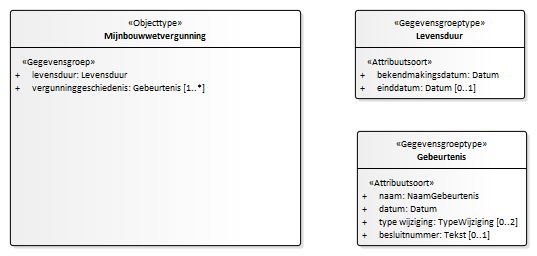 «Objecttype»
Mijnbouwwetvergunning
«Gegevensgroep»
+ levensduur: Levensduur
+ vergunninggeschiedenis: Gebeurtenis [1..*]
«Gegevensgroeptype»
Levensduur
«Attribuutsoort»
+ bekendmakingsdatum: Datum
+ einddatum: Datum [0..1]
«Gegevensgroeptype»
Gebeurtenis
«Attribuutsoort»
+ naam: NaamGebeurtenis
+ datum: Datum
+ type wijziging: TypeWijziging [0..2]
+ besluitnummer: Tekst [0..1]